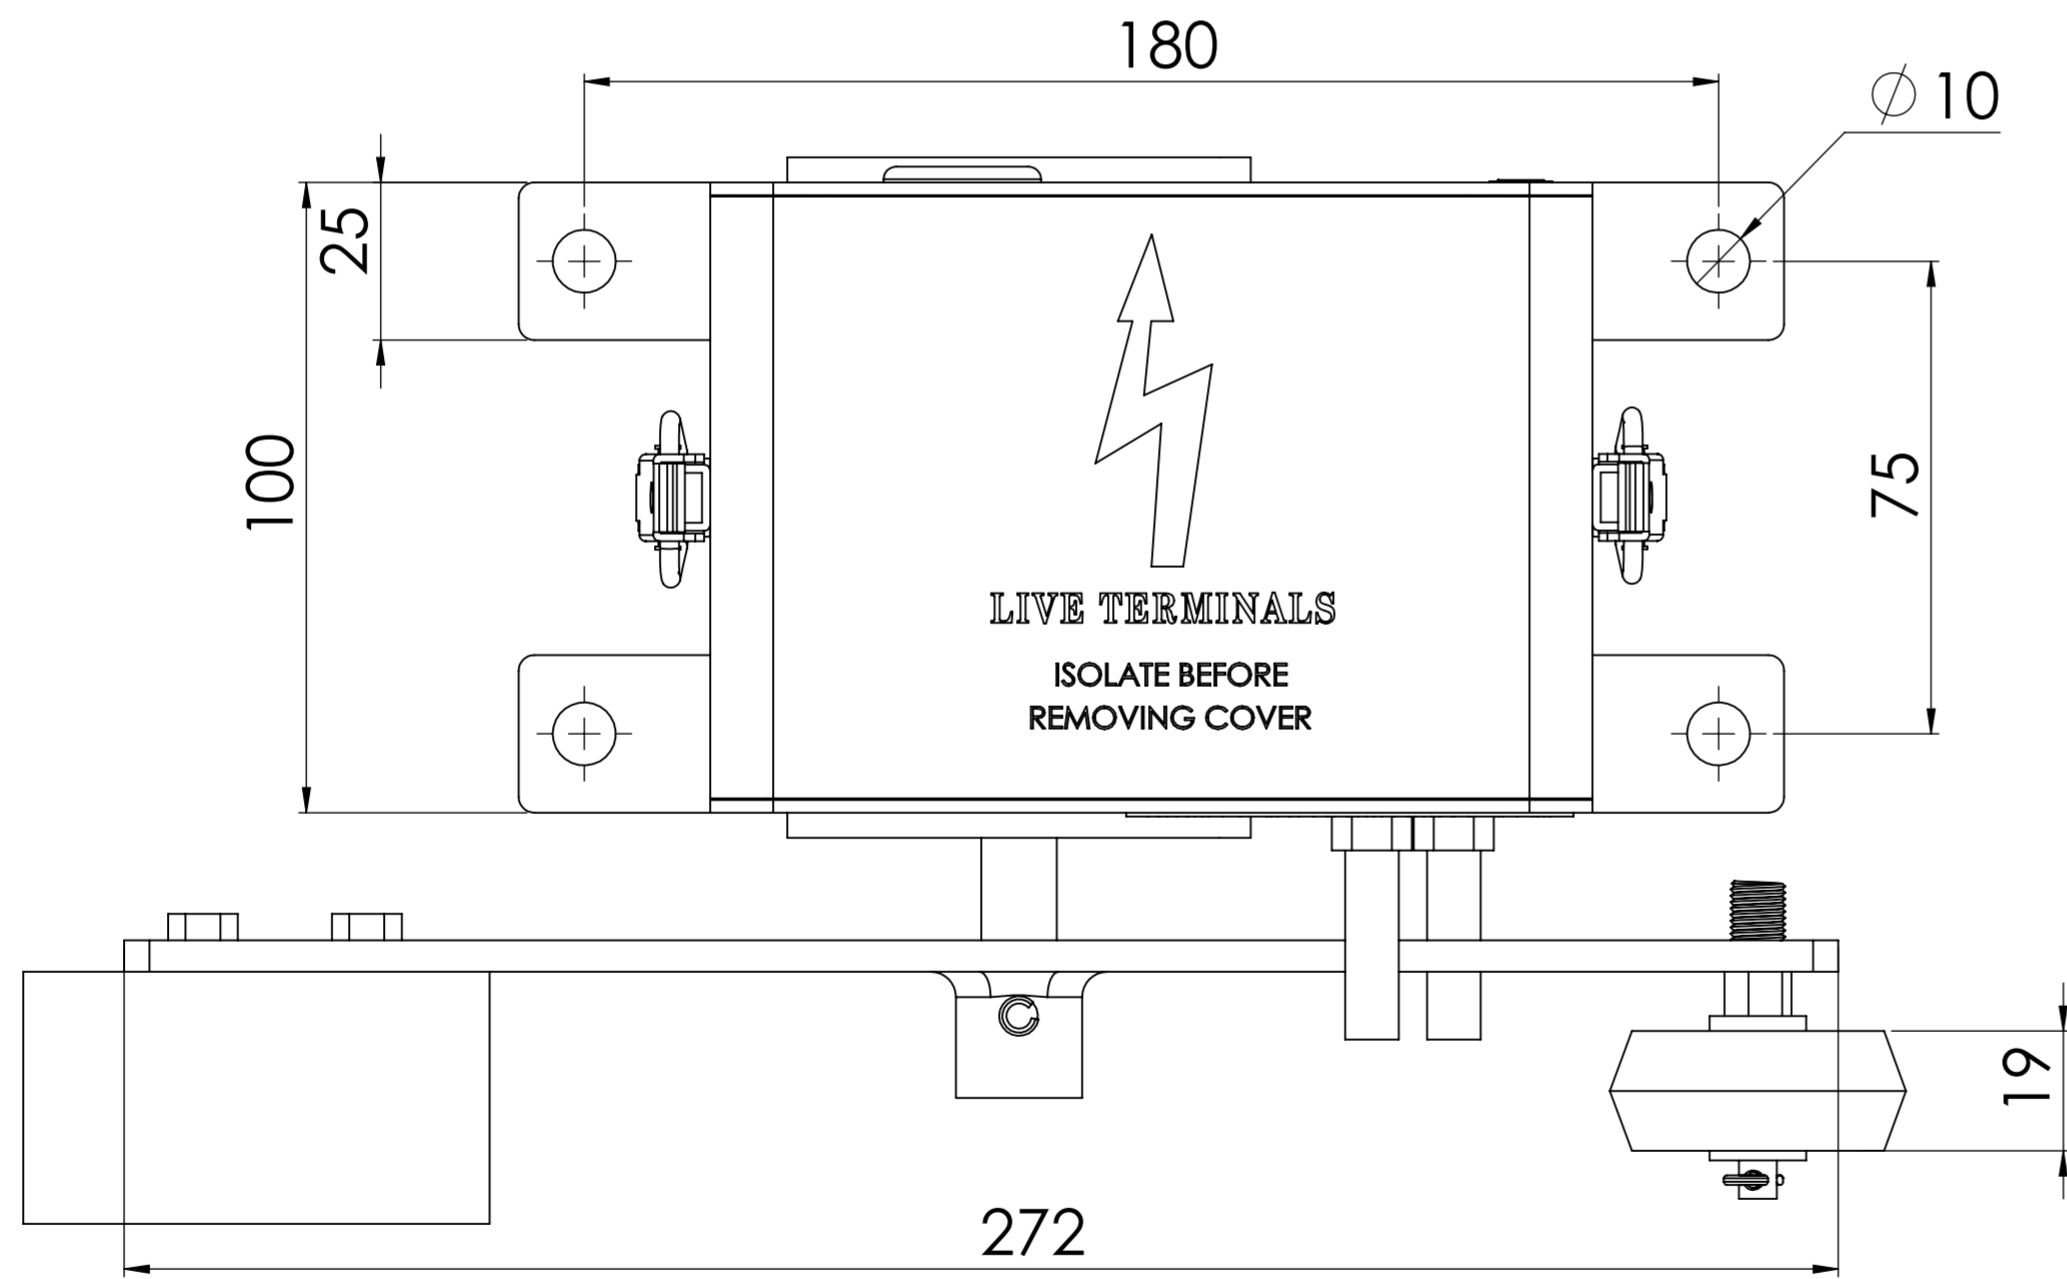 180
⌀ 10
25
100
75
LIVE TERMINALS
ISOLATE BEFORE
REMOVING COVER
19
272